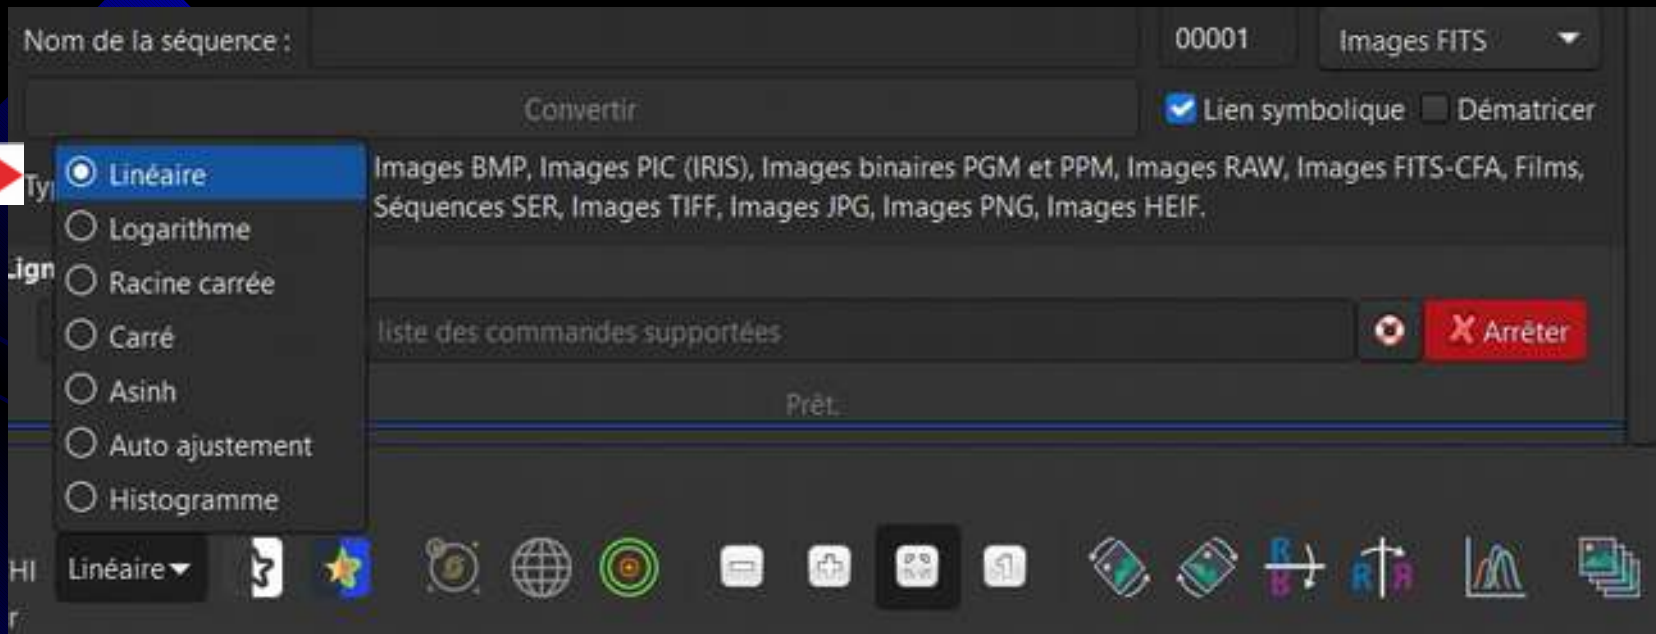 Nom de la séquence :
00001
Images FITS
Convertir
Lien symbolique
Dématricer
Ty
Images BMP, Images PIC (IRIS), Images binaires PGM et PPM, Images RAW, Images FITS-CFA, Films,
Séquences SER, Images TIFF, Images JPG, Images PNG, Images HEIF.
Linéaire
Logarithme
Racine carrée
Carré
Asinh
Auto ajustement
Histogramme
Lign
liste des commandes supportées
Arrêter
Prêt.
HI
Linéaire
r